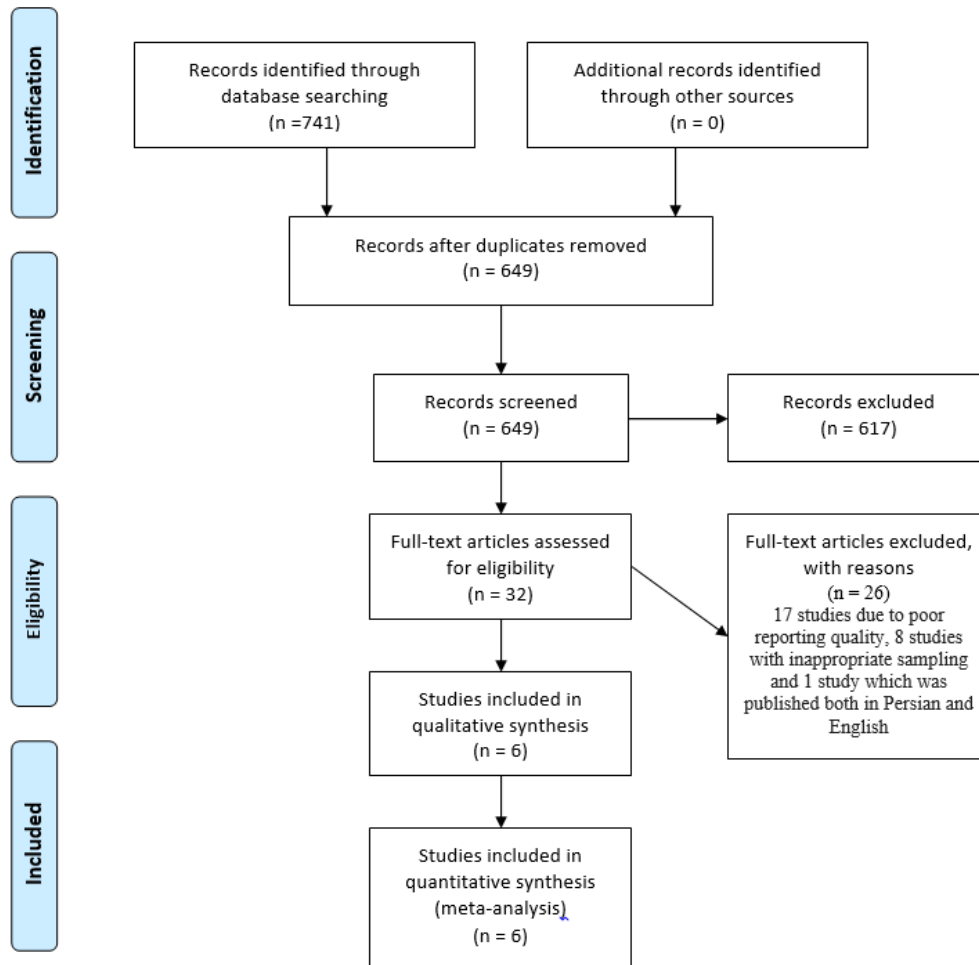 Identification
Records identified through
database searching
(n =741)
Additional records identified
through other sources
(n = 0)
Records after duplicates removed
(n = 649)
Screening
Records screened
(n = 649)
Records excluded
(n = 617)
Eligibility
Full-text articles assessed
for eligibility
(n = 32)
Full-text articles excluded,
with reasons
(n = 26)
17 studies due to poor
reporting quality, 8 studies
with inappropriate sampling
and 1 study which was
published both in Persian and
English
Studies included in
qualitative synthesis
(n = 6)
Included
Studies included in
quantitative synthesis
(meta-analysis)
(n = 6)